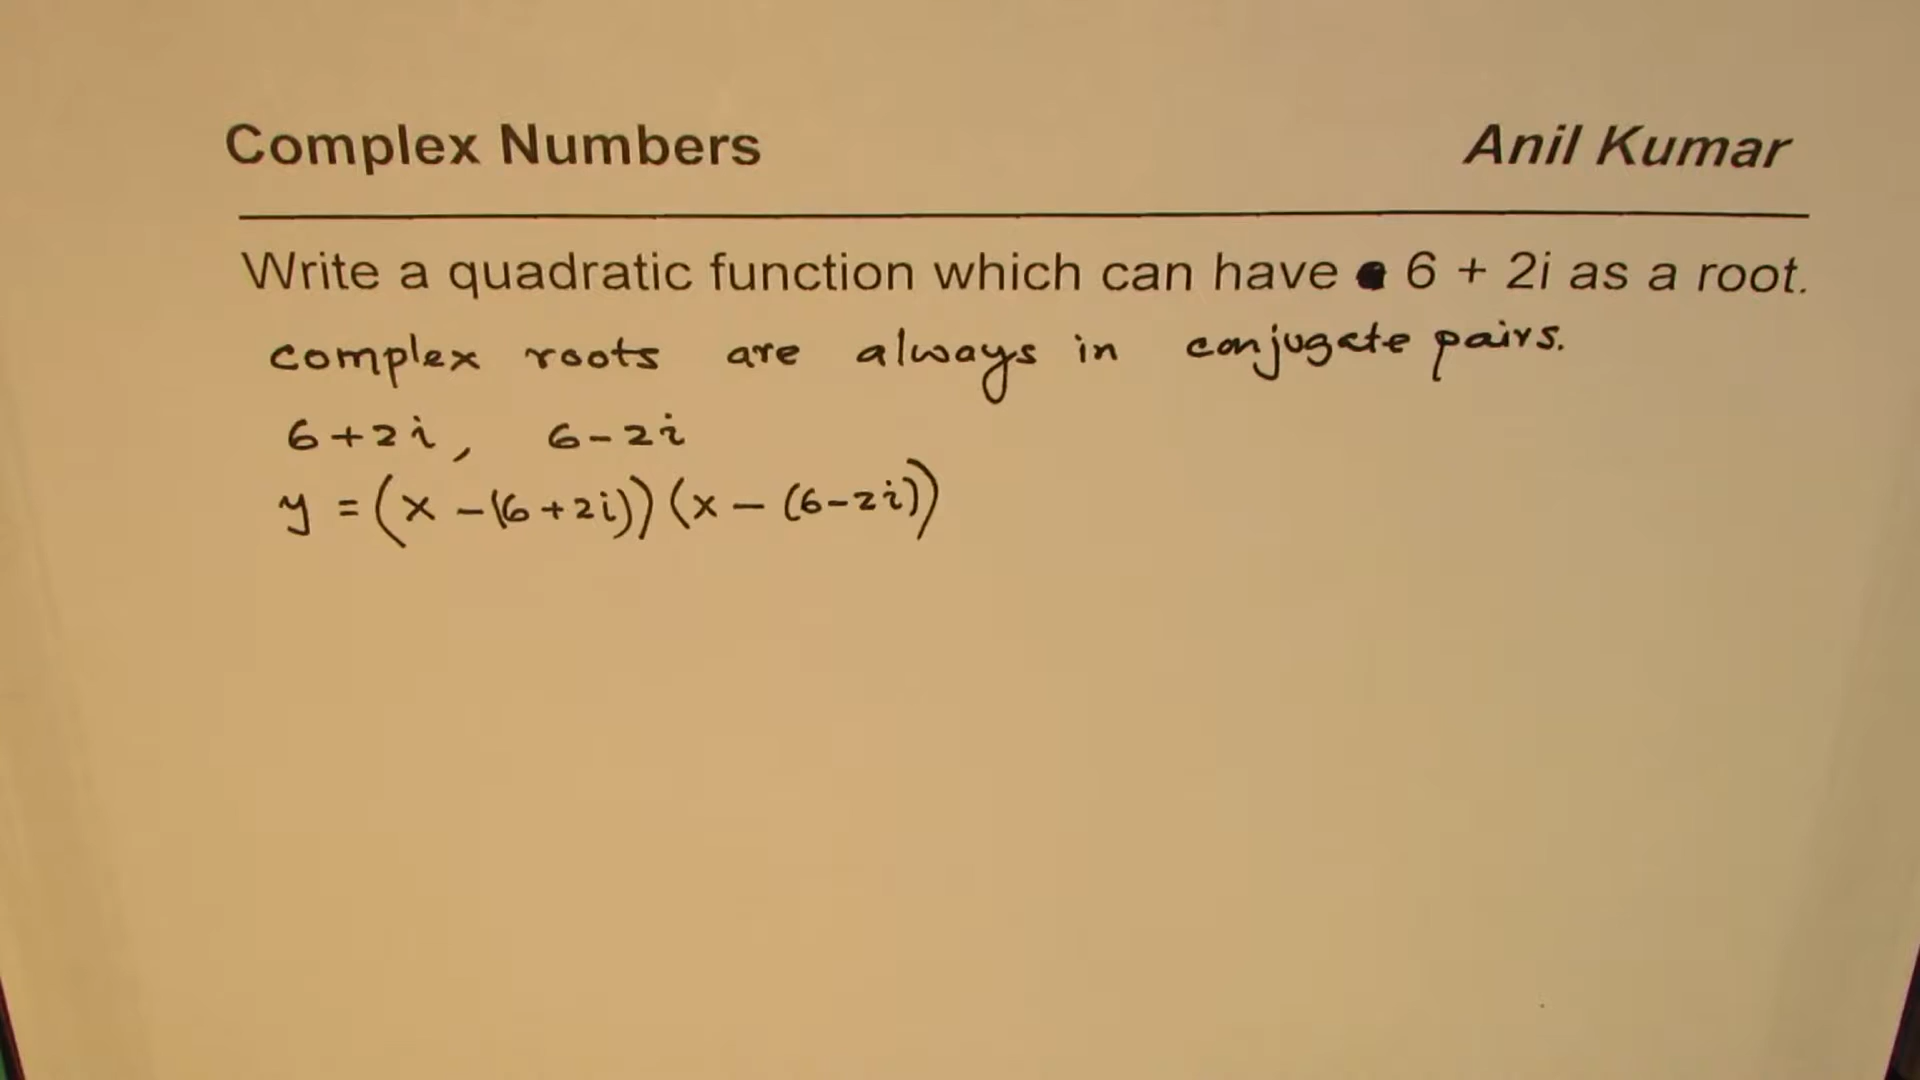 Complex Numbers Anil Kumar
Write a quadratic function which can have 6 + 2i as a root.
complex roots are always in conjugate pairs.
6+2i, 6-2i
y = (x -(6+2i))(x - (6-2i))